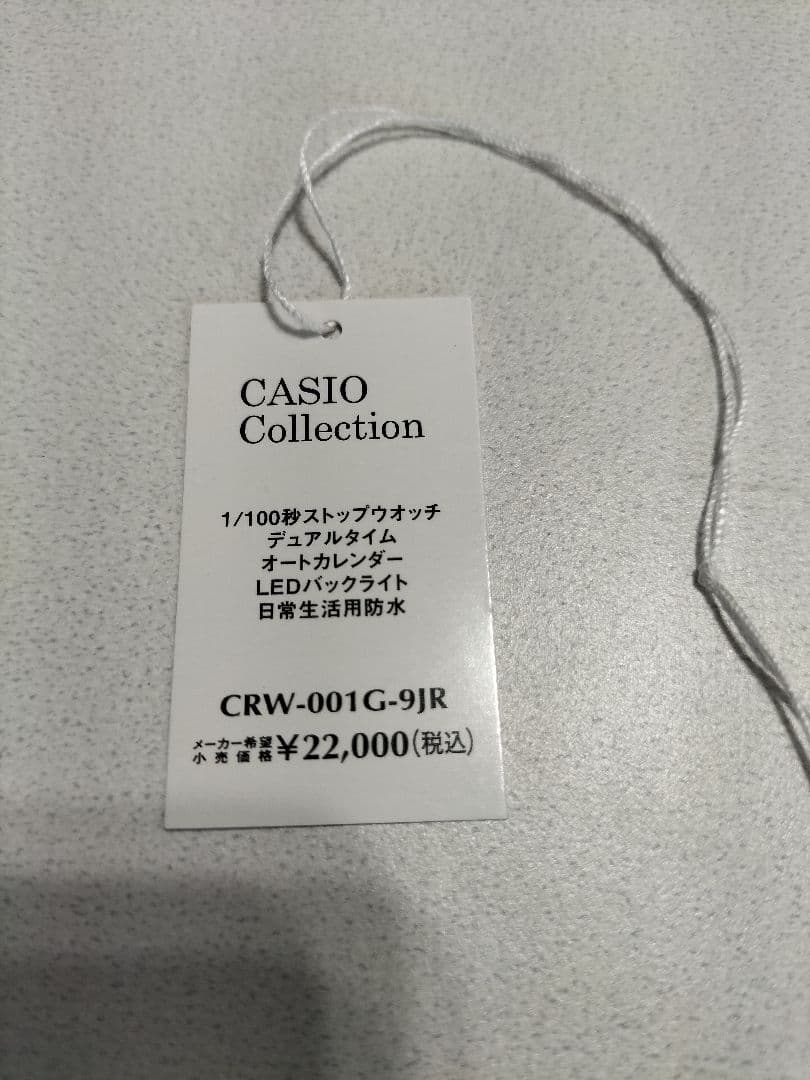 CASIO
Collection
1/100秒ストップウオッチ
デュアルタイム
オートカレンダー
LEDバックライト
日常生活用防水
CRW-001G-9JR
メーカー希望
小売価格 ¥22,000(税込)